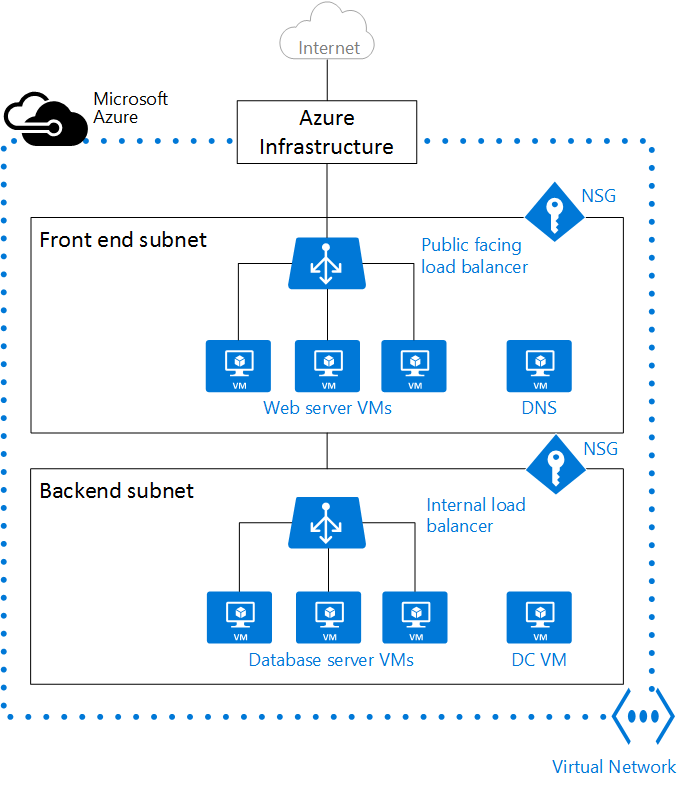 Internet
Microsoft
Azure
Azure
Infrastructure
NSG
Front end subnet
Public facing
load balancer
VM
VM
VM
VM
Web server VMs
DNS
NSG
Backend subnet
Internal load
balancer
VM
VM
VM
VM
Database server VMs
DC VM
Virtual Network